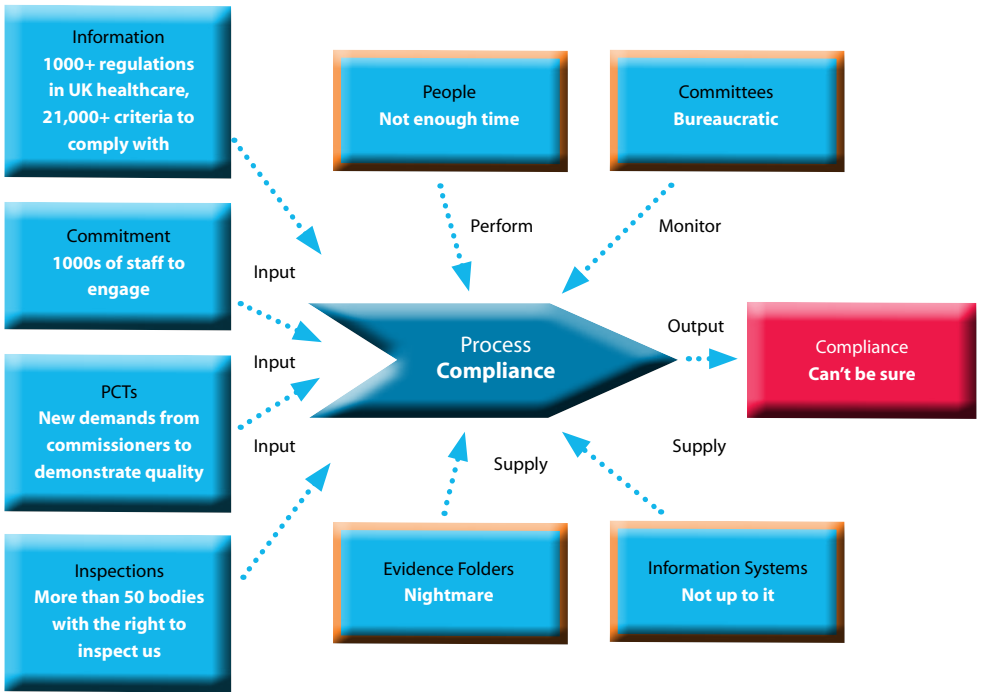 Information
1000+ regulations
in UK healthcare,
21,000+ criteria to
comply with
People
Not enough time
Committees
Bureaucratic
Commitment
1000s of staff to
engage
Perform
Monitor
Input
Input
Input
Process
Compliance
Output
Compliance
Can't be sure
PCTs
New demands from
commissioners to
demonstrate quality
Supply
Supply
Inspections
More than 50 bodies
with the right to
inspect us
Evidence Folders
Nightmare
Information Systems
Not up to it